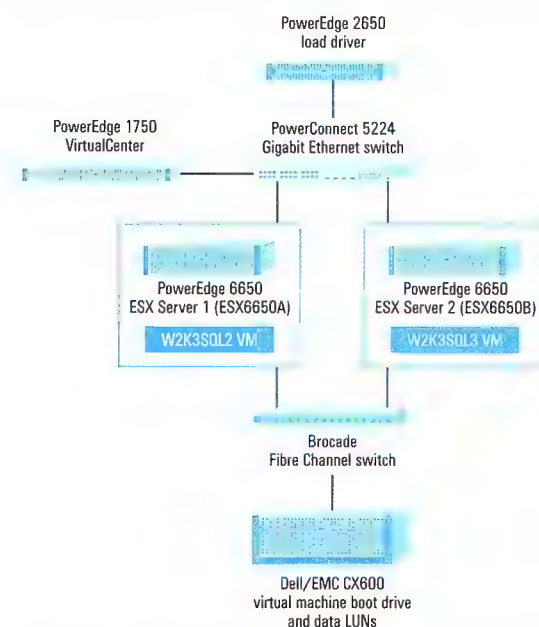 PowerEdge 2650
load driver
PowerEdge 1750
VirtualCenter
PowerConnect 5224
Gigabit Ethernet switch
PowerEdge 6650
ESX Server 1 (ESX6650A)
W2K3SQL2 VM
PowerEdge 6650
ESX Server 2 (ESX6650B)
W2K3SQL3 VM
Brocade
Fibre Channel switch
Dell/EMC CX600
virtual machine boot drive
and data LUNs